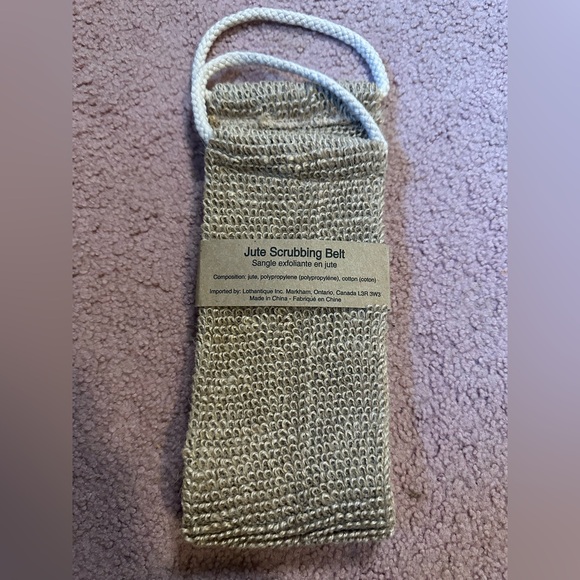 Jute Scrubbing Belt
Sangle exfoliante en jute
Composition: jute, polypropylene (polypropylène), cotton (coton)
Imported by: Lothantique Inc. Markham, Ontario, Canada L3R 3W3
Made in China - Fabriqué en Chine